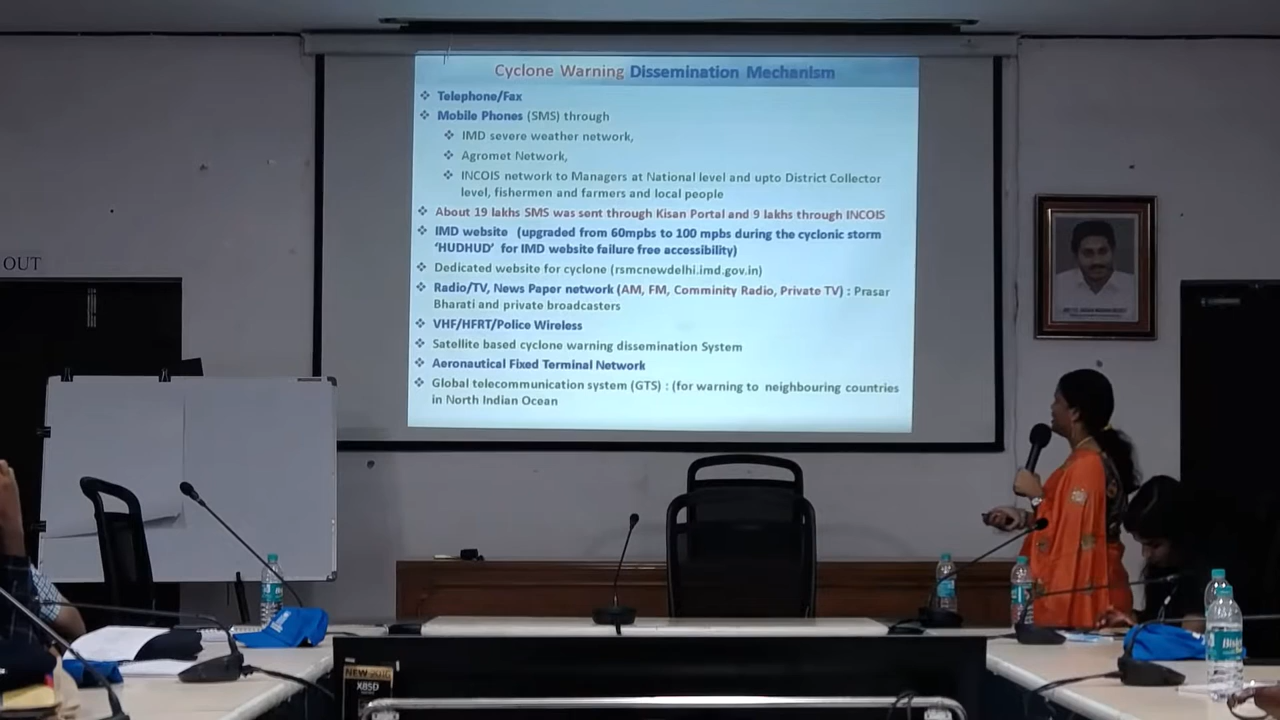 Cyclone Warning Dissemination Mechanism
❖ Telephone/Fax
❖ Mobile Phones (SMS) through
❖ IMD severe weather network,
❖ Agromet Network,
❖ INCOIS network to Managers at National level and upto District Collector
level, fishermen and farmers and local people
❖ About 19 lakhs SMS was sent through Kisan Portal and 9 lakhs through INCOIS
❖ IMD website (upgraded from 60mpbs to 100 mpbs during the cyclonic storm
‘HUDHUD’ for IMD website failure free accessibility)
❖ Dedicated website for cyclone (rsmcnewdelhi.imd.gov.in)
❖ Radio/TV, News Paper network (AM, FM, Comminity Radio, Private TV) : Prasar
Bharati and private broadcasters
❖ VHF/HFRT/Police Wireless
❖ Satellite based cyclone warning dissemination System
❖ Aeronautical Fixed Terminal Network
❖ Global telecommunication system (GTS) : (for warning to neighbouring countries
in North Indian Ocean
OUT
NEW 2016
X85D